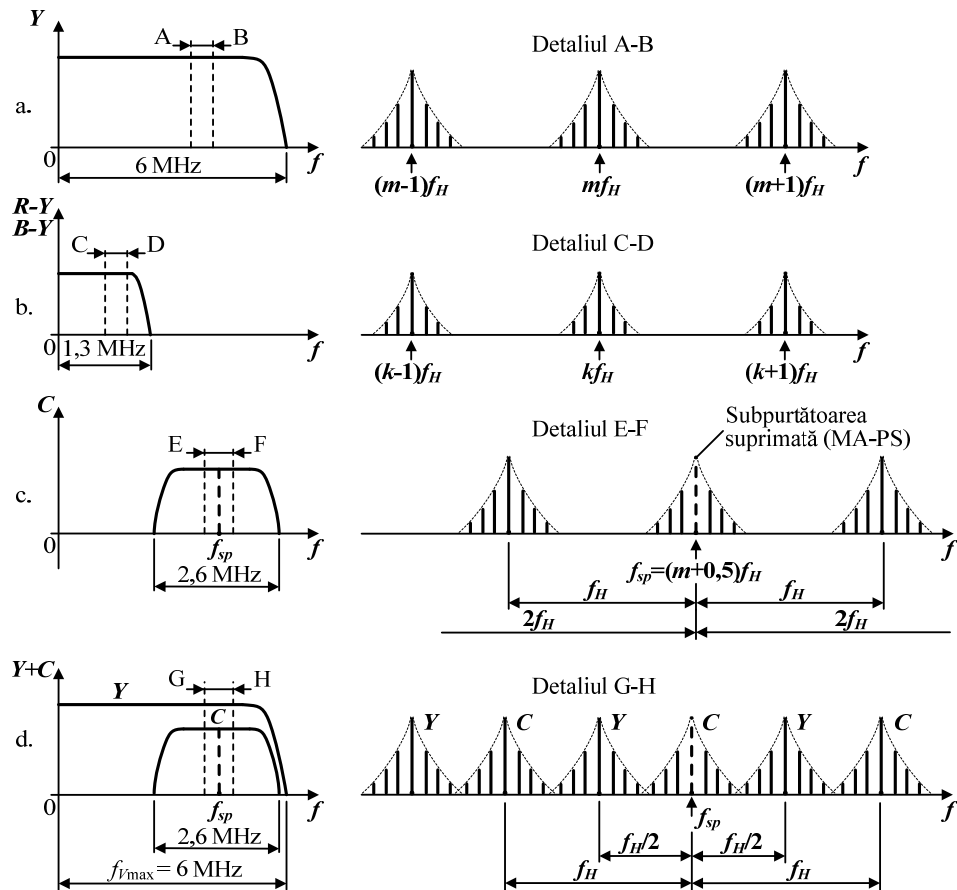 Y
A B
Detaliul A-B
a.
0
6 MHz
f
(m-1)fH
mfH
(m+1)fH
f
R-Y
B-Y
C D
Detaliul C-D
b.
0
1,3 MHz
f
(k-1)fH
kfH
(k+1)fH
f
C
E F
Detaliul E-F
Subpurtătoarea
suprimată (MA-PS)
c.
0
fsp
f
2,6 MHz
fsp=(m+0,5)fH
f
fH
fH
2fH
2fH
Y+C
G H
Detaliul G-H
Y
C
d.
Y C Y C Y C
0
fsp
f
2,6 MHz
fVmax = 6 MHz
fsp
f
fH/2
fH/2
fH
fH